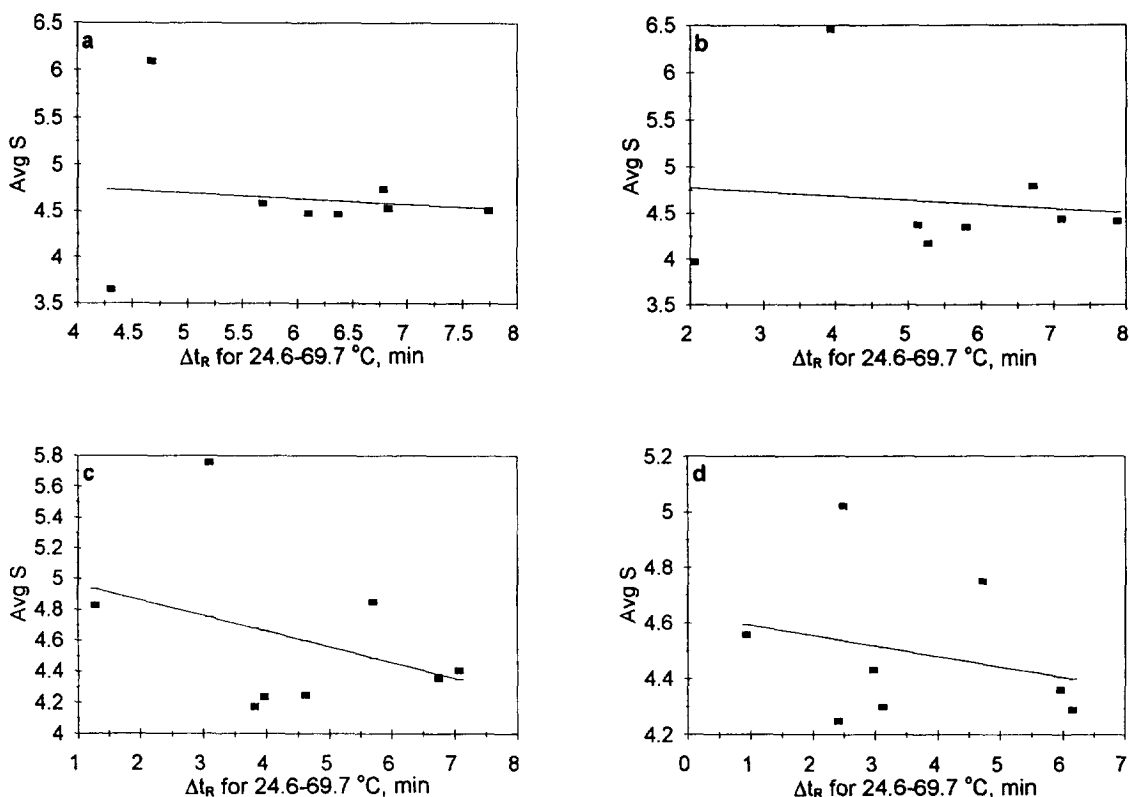 a
6.5
6
5.5
5
4.5
4
3.5
Avg S
4 4.5 5 5.5 6 6.5 7 7.5 8
Δt_R for 24.6-69.7 °C, min
b
6.5
6
5.5
5
4.5
4
3.5
Avg S
2 3 4 5 6 7 8
Δt_R for 24.6-69.7 °C, min
c
5.8
5.6
5.4
5.2
5
4.8
4.6
4.4
4.2
4
Avg S
1 2 3 4 5 6 7 8
Δt_R for 24.6-69.7 °C, min
d
5.2
5
4.8
4.6
4.4
4.2
Avg S
0 1 2 3 4 5 6 7
Δt_R for 24.6-69.7 °C, min